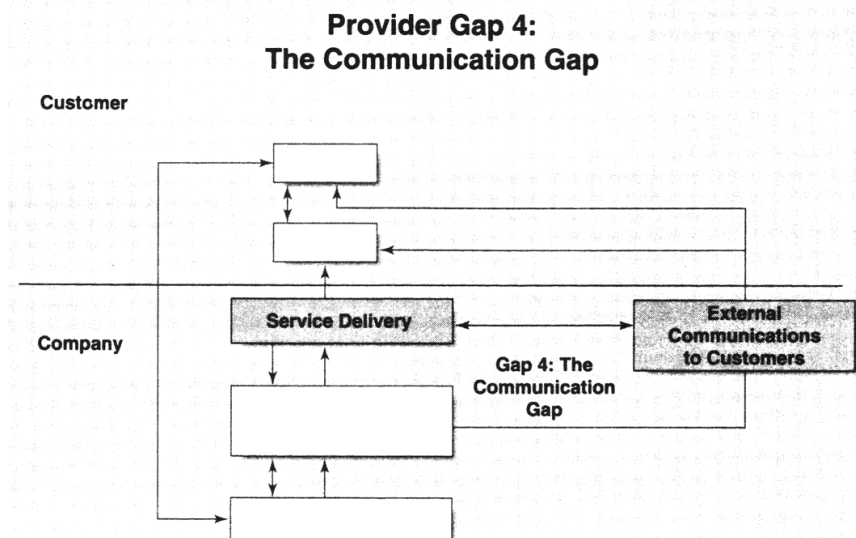 Provider Gap 4:
The Communication Gap
Customer
Service Delivery
External
Communications
to Customers
Company
Gap 4: The
Communication
Gap